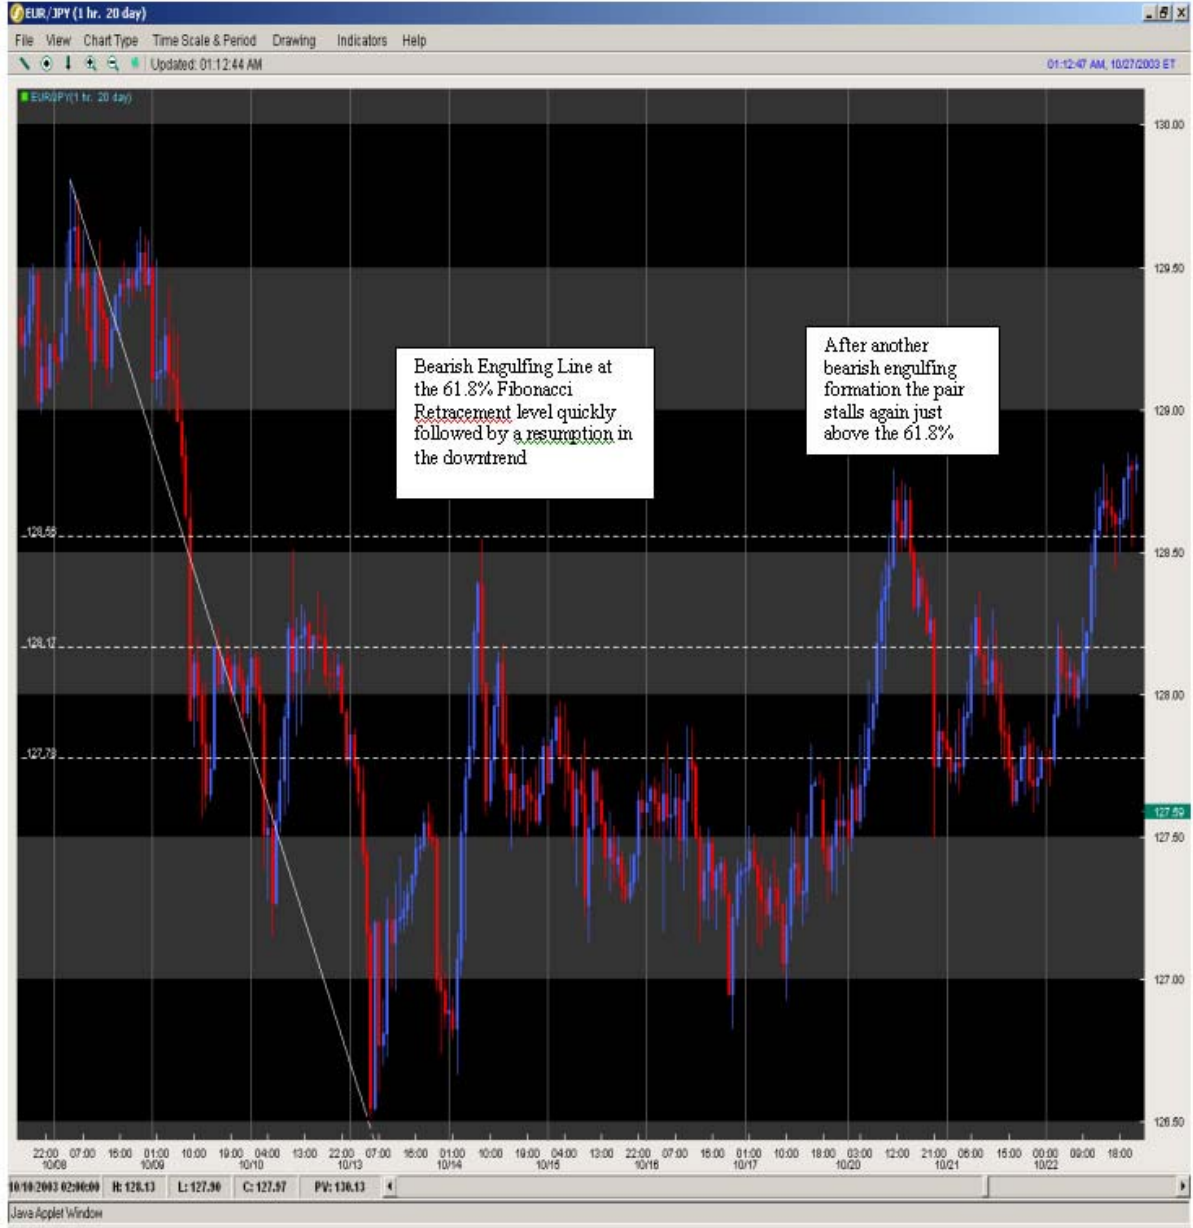 EUR/JPY (1 hr. 20 day)
File View Chart Type Time Scale & Period Drawing Indicators Help
Updated: 01:12:44 AM
01:12:47 AM, 10/27/2003 ET
EUR/JPY(1 hr. 20 day)
130.00
129.50
Bearish Engulfing Line at
the 61.8% Fibonacci
Retracement level quickly
followed by a resumption in
the downtrend
After another
bearish engulfing
formation the pair
stalls again just
above the 61.8%
129.00
128.55
128.50
128.17
128.00
127.78
127.59
127.50
127.00
126.50
22:00 07:00 16:00 01:00 10:00 19:00 04:00 13:00 22:00 07:00 16:00 01:00 10:00 19:00 04:00 13:00 22:00 07:00 16:00 01:00 10:00 18:00 03:00 12:00 21:00 06:00 15:00 00:00 09:00 18:00
10/08 10/09 10/10 10/13 10/14 10/15 10/16 10/17 10/20 10/21 10/22
10/10/2003 02:00:00 H: 128.13 L: 127.90 C: 127.97 PV: 130.13
Java Applet Window